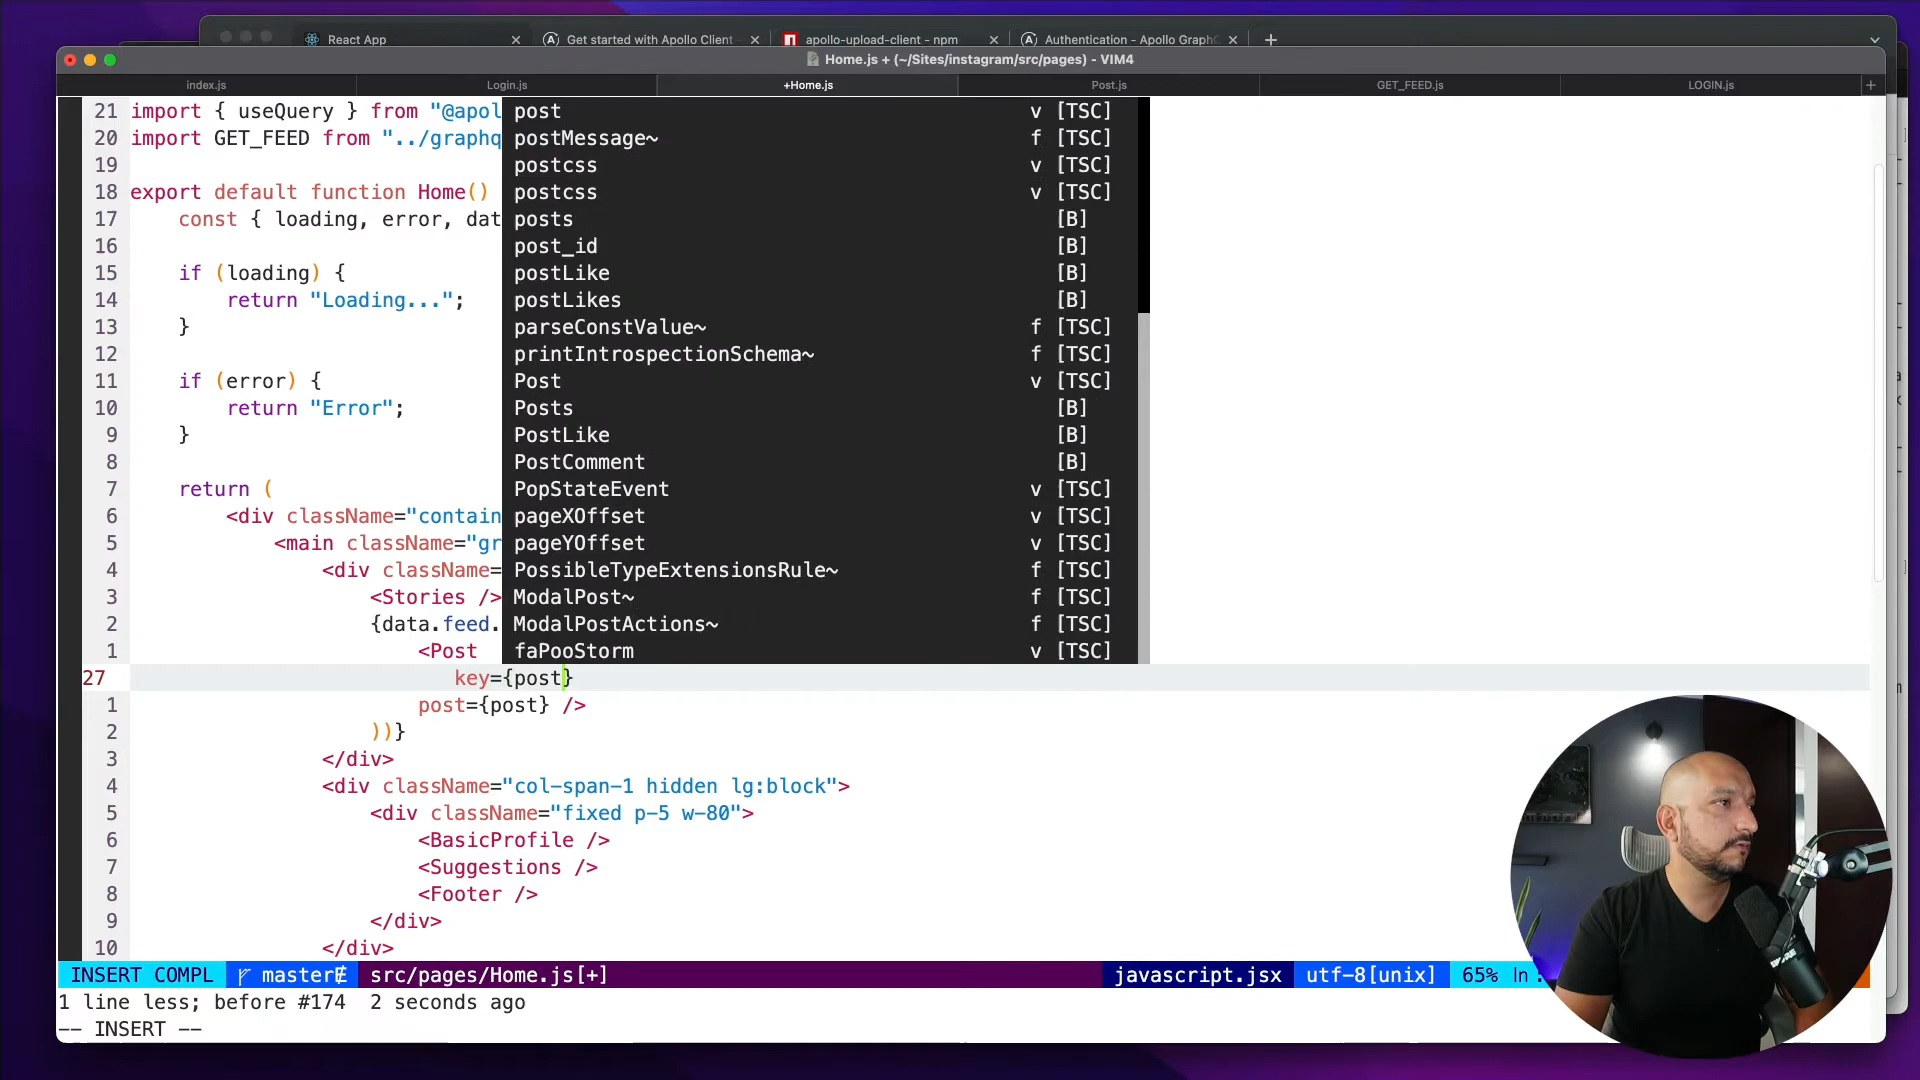 React App
Get started with Apollo Client -
apollo-upload-client - npm
Authentication - Apollo GraphQ
Home.js + (~/Sites/instagram/src/pages) - VIM4
index.js
Login.js
+Home.js
Post.js
GET_FEED.js
LOGIN.js
21 import { useQuery } from "@apol
20 import GET_FEED from "../graphq
19
18 export default function Home()
17 const { loading, error, dat
16
15 if (loading) {
14 return "Loading...";
13 }
12
11 if (error) {
10 return "Error";
9 }
8
7 return (
6 <div className="contain
5 <main className="gr
4 <div className=
3 <Stories />
2 {data.feed.
1 <Post
27 key={post}
1 post={post} />
2 ))}
3 </div>
4 <div className="col-span-1 hidden lg:block">
5 <div className="fixed p-5 w-80">
6 <BasicProfile />
7 <Suggestions />
8 <Footer />
9 </div>
10 </div>
post v [TSC]
postMessage~ f [TSC]
postcss v [TSC]
postcss v [TSC]
posts [B]
post_id [B]
postLike [B]
postLikes [B]
parseConstValue~ f [TSC]
printIntrospectionSchema~ f [TSC]
Post v [TSC]
Posts [B]
PostLike [B]
PostComment [B]
PopStateEvent v [TSC]
pageXOffset v [TSC]
pageYOffset v [TSC]
PossibleTypeExtensionsRule~ f [TSC]
ModalPost~ f [TSC]
ModalPostActions~ f [TSC]
faPooStorm v [TSC]
INSERT COMPL master src/pages/Home.js[+] javascript.jsx utf-8[unix] 65%
1 line less; before #174 2 seconds ago
-- INSERT --